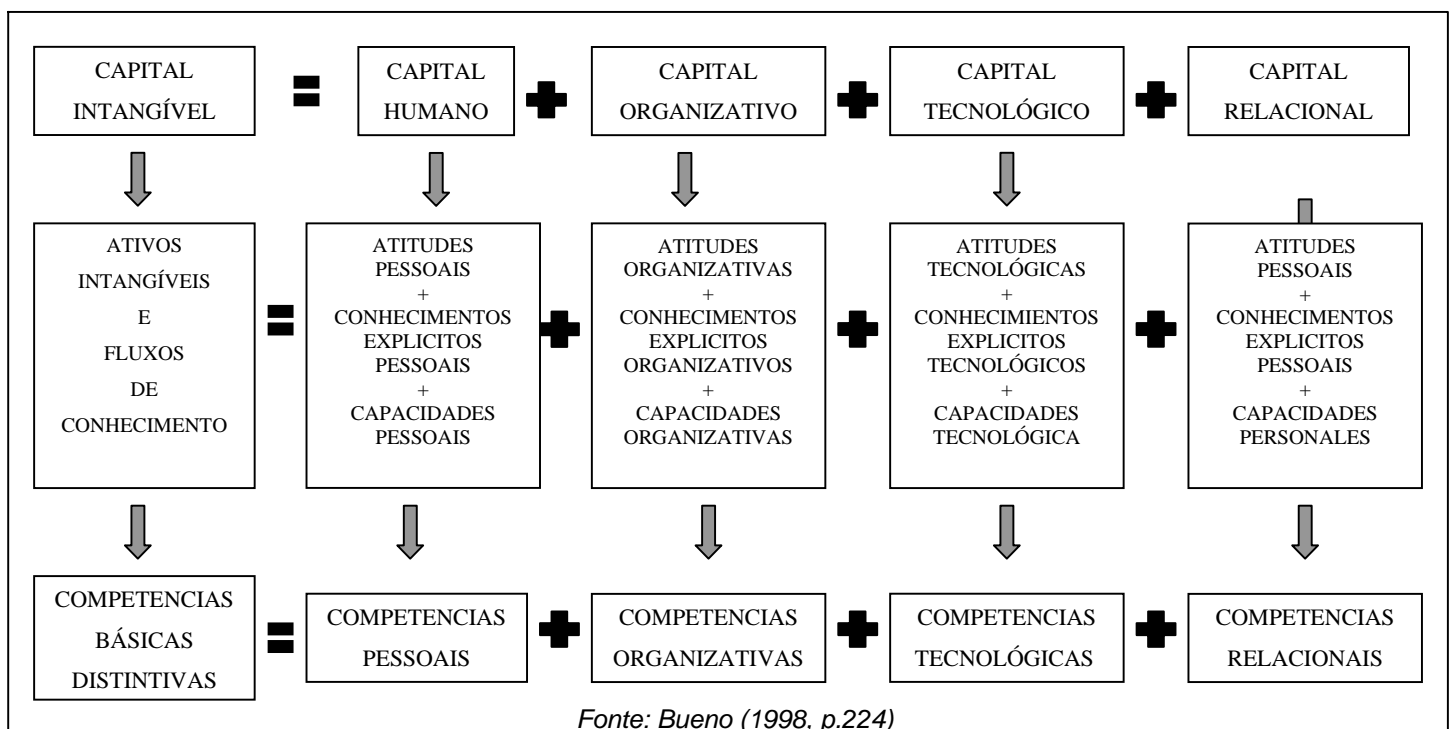 CAPITAL
INTANGÍVEL
=
CAPITAL
HUMANO
+
CAPITAL
ORGANIZATIVO
+
CAPITAL
TECNOLÓGICO
+
CAPITAL
RELACIONAL
ATIVOS
INTANGÍVEIS
E
FLUXOS
DE
CONHECIMENTO
=
ATITUDES
PESSOAIS
+
CONHECIMENTOS
EXPLICITOS
PESSOAIS
+
CAPACIDADES
PESSOAIS
+
ATITUDES
ORGANIZATIVAS
+
CONHECIMENTOS
EXPLICITOS
ORGANIZATIVOS
+
CAPACIDADES
ORGANIZATIVAS
+
ATITUDES
TECNOLÓGICAS
+
CONHECIMIENTOS
EXPLICITOS
TECNOLÓGICOS
+
CAPACIDADES
TECNOLÓGICA
+
ATITUDES
PESSOAIS
+
CONHECIMENTOS
EXPLICITOS
PESSOAIS
+
CAPACIDADES
PERSONALES
COMPETENCIAS
BÁSICAS
DISTINTIVAS
=
COMPETENCIAS
PESSOAIS
+
COMPETENCIAS
ORGANIZATIVAS
+
COMPETENCIAS
TECNOLÓGICAS
+
COMPETENCIAS
RELACIONAIS
Fonte: Bueno (1998, p.224)